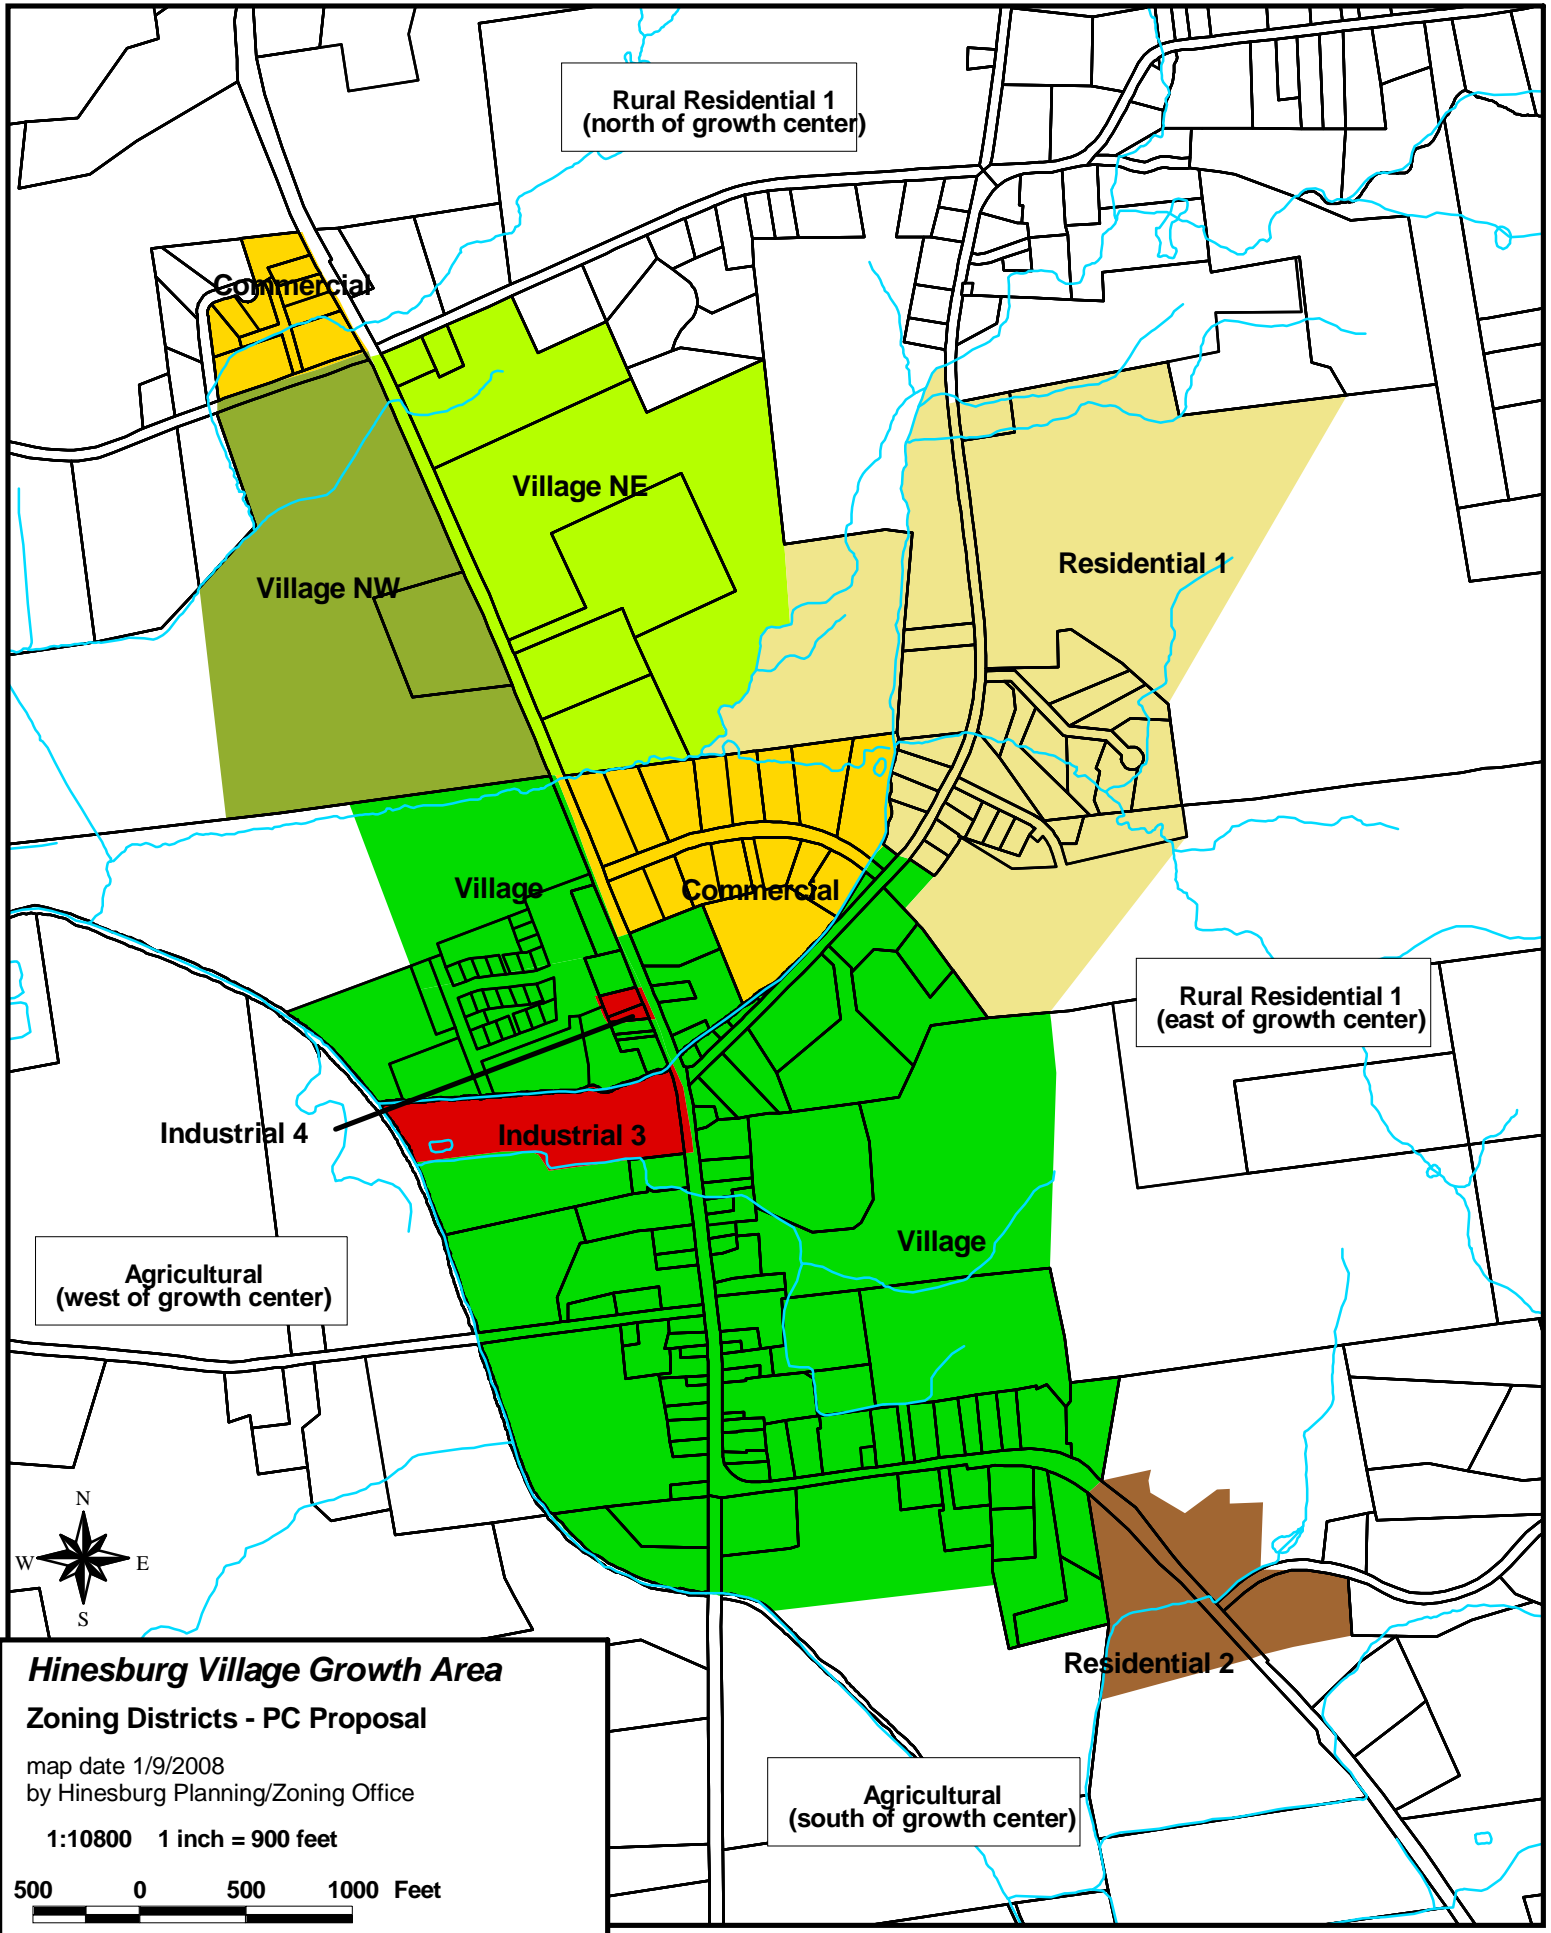 Rural Residential 1
(north of growth center)
Commercial
Village NE
Residential 1
Village NW
Village
Commercial
Rural Residential 1
(east of growth center)
Industrial 4
Industrial 3
Village
Agricultural
(west of growth center)
N
W E
S
Residential 2
Hinesburg Village Growth Area
Zoning Districts - PC Proposal
map date 1/9/2008
by Hinesburg Planning/Zoning Office
1:10800 1 inch = 900 feet
500 0 500 1000 Feet
Agricultural
(south of growth center)